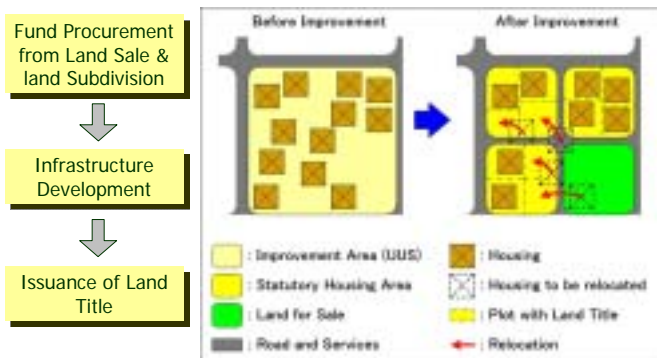 Fund Procurement
from Land Sale &
land Subdivision
Infrastructure
Development
Issuance of Land
Title
Before Improvement
After Improvement
: Improvement Area (UUS)
: Statutory Housing Area
: Land for Sale
: Road and Services
: Housing
: Housing to be relocated
: Plot with Land Title
: Relocation